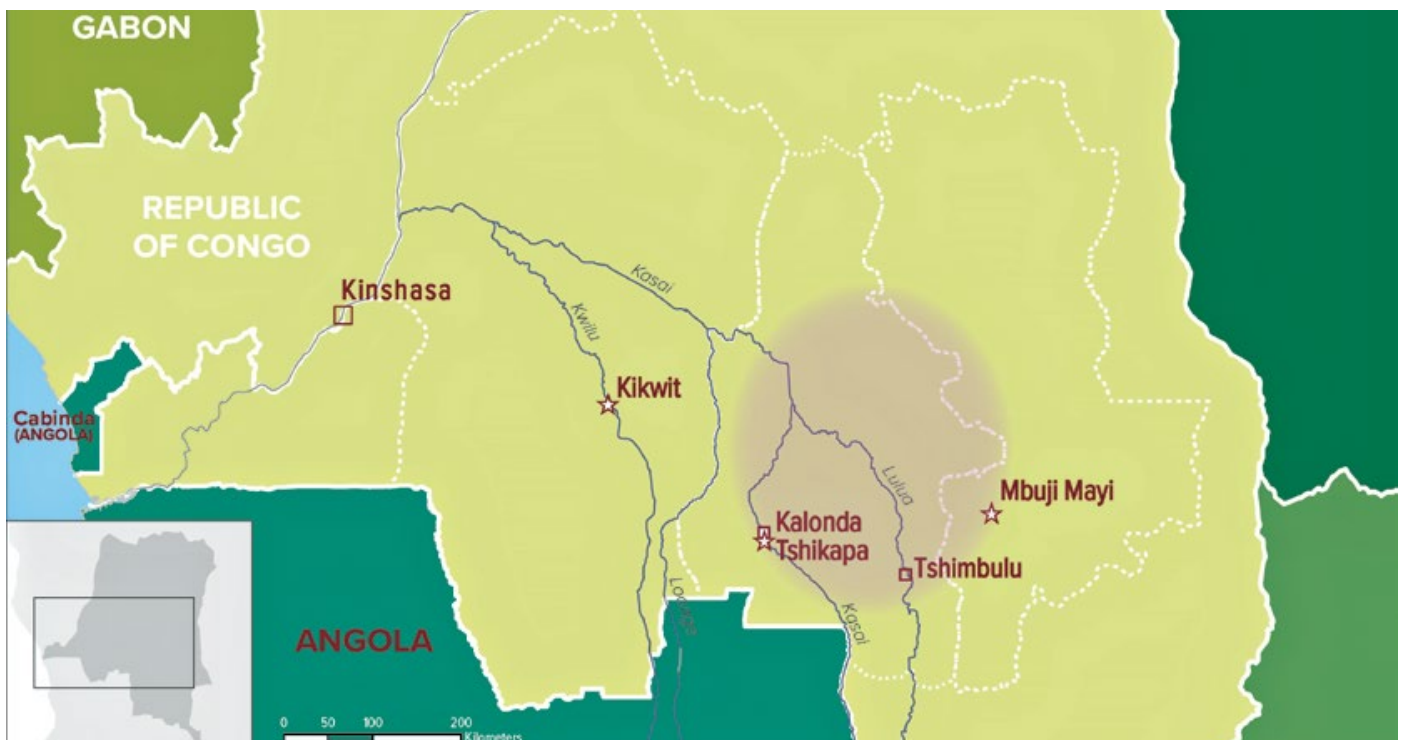 GABON
REPUBLIC
OF CONGO
Kinshasa
Kasai
Kwilu
Kikwit
Cabinda
(ANGOLA)
Lulua
Mbuji Mayi
Kalonda
Tshikapa
Tshimbulu
Kasai
ANGOLA
0 50 100 200
Kilometers